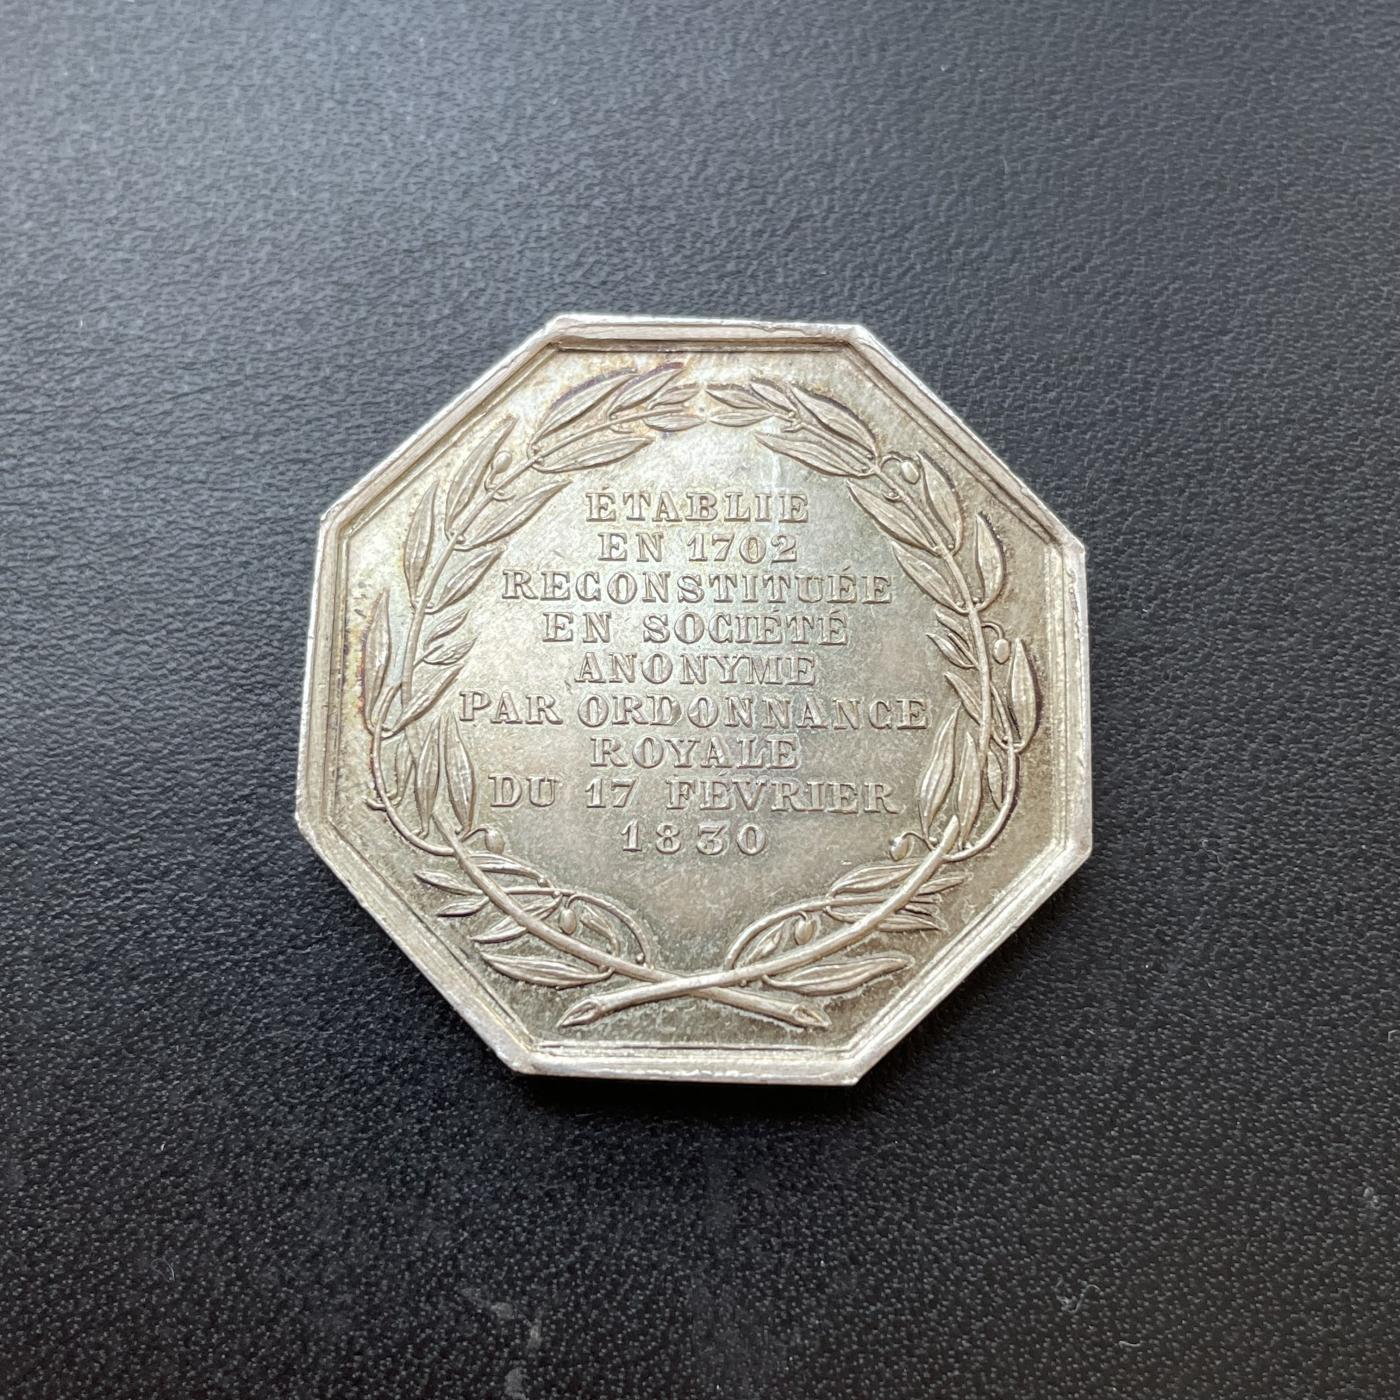 ÉTABLIE
EN 1702
RECONSTITUÉE
EN SOCIÉTÉ
ANONYME
PAR ORDONNANCE
ROYALE
DU 17 FÉVRIER
1830